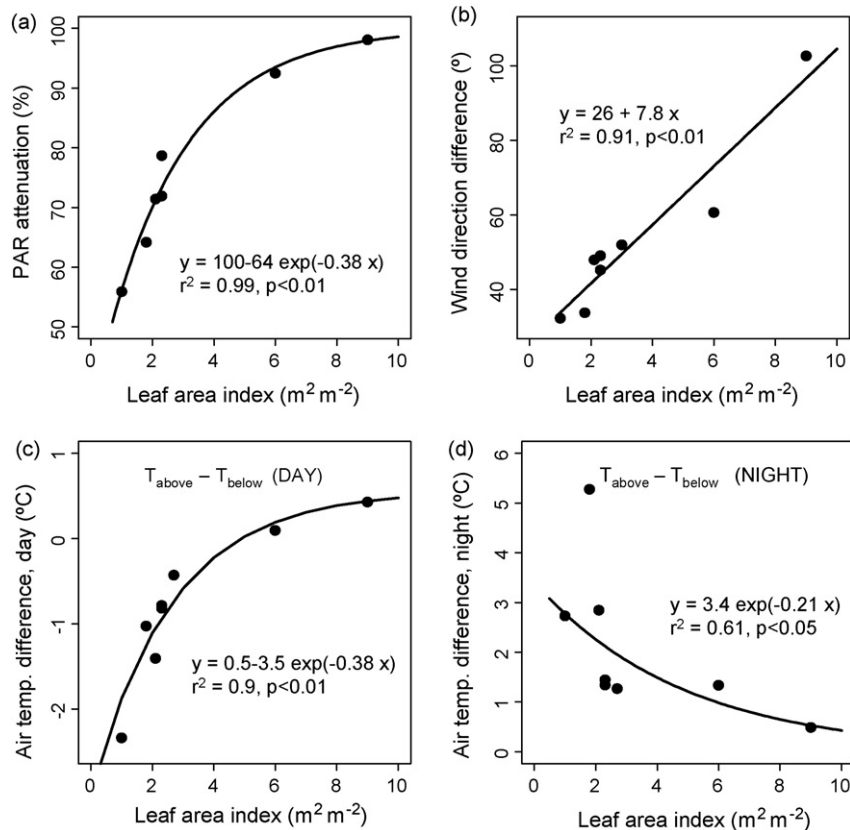 (a)
PAR attenuation (%)
100
90
80
70
60
50
y = 100-64 exp(-0.38 x)
r² = 0.99, p<0.01
0 2 4 6 8 10
Leaf area index (m² m⁻²)
(b)
Wind direction difference (º)
100
80
60
40
y = 26 + 7.8 x
r² = 0.91, p<0.01
0 2 4 6 8 10
Leaf area index (m² m⁻²)
(c)
Air temp. difference, day (ºC)
1
0
-1
-2
T_above – T_below (DAY)
y = 0.5-3.5 exp(-0.38 x)
r² = 0.9, p<0.01
0 2 4 6 8 10
Leaf area index (m² m⁻²)
(d)
Air temp. difference, night (ºC)
6
5
4
3
2
1
0
T_above – T_below (NIGHT)
y = 3.4 exp(-0.21 x)
r² = 0.61, p<0.05
0 2 4 6 8 10
Leaf area index (m² m⁻²)